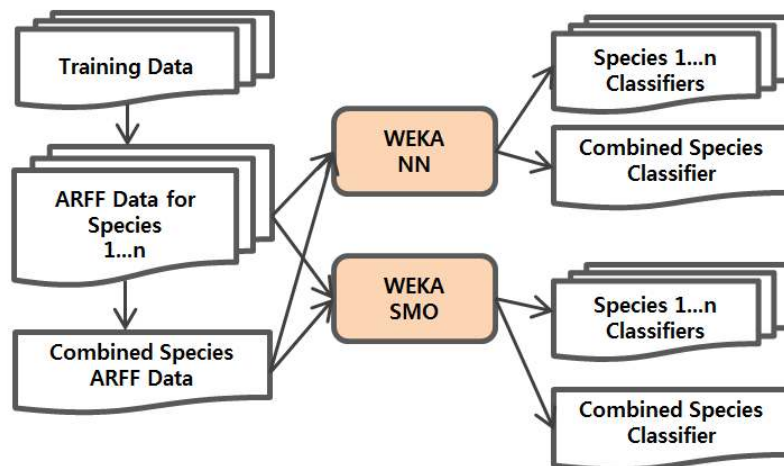 Training Data
ARFF Data for
Species
1...n
Combined Species
ARFF Data
WEKA
NN
WEKA
SMO
Species 1...n
Classifiers
Combined Species
Classifier
Species 1...n
Classifiers
Combined Species
Classifier